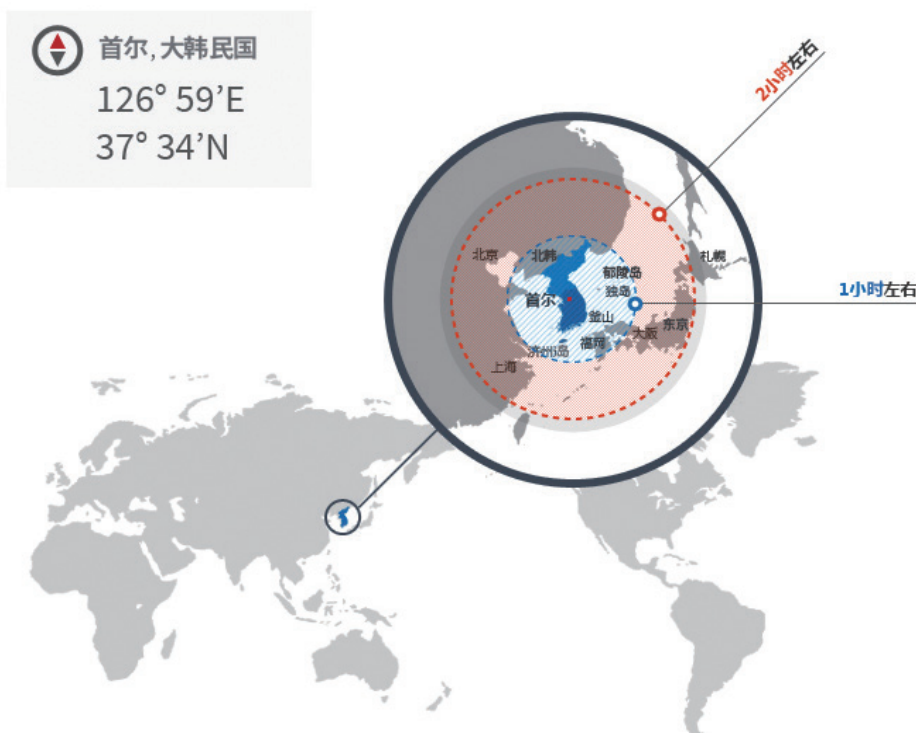 首尔, 大韩民国
126° 59’E
37° 34’N
2小时左右
北京
北韩
札幌
郁陵岛
独岛
首尔
1小时左右
釜山
东京
大阪
福冈
济州岛
上海